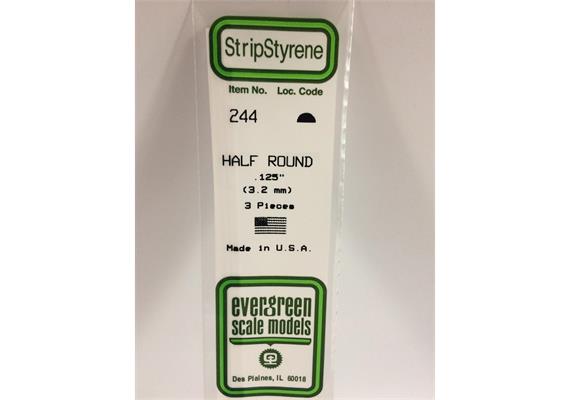 StripStyrene
Item No. Loc. Code
244
HALF ROUND
.125"
(3.2 mm)
3 Pieces
Made in U.S.A.
evergreen
scale models
Des Plaines, IL 60018